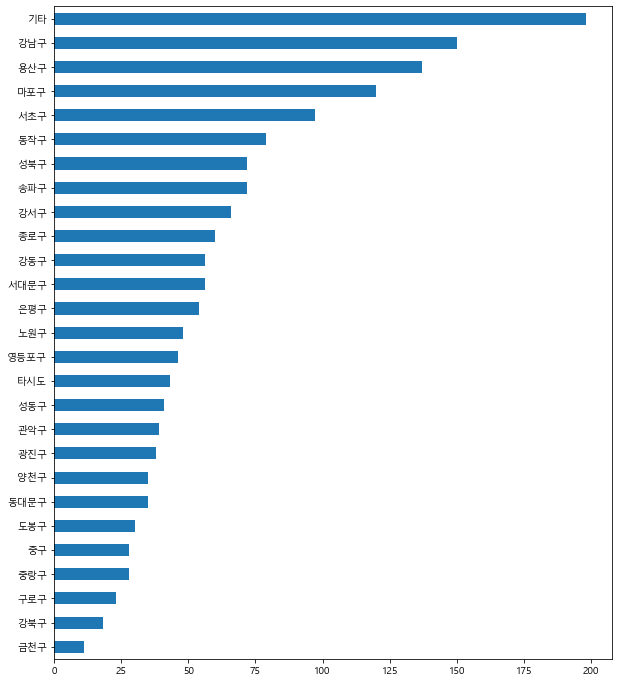 기타
강남구
용산구
마포구
서초구
동작구
성북구
송파구
강서구
종로구
강동구
서대문구
은평구
노원구
영등포구
타시도
성동구
관악구
광진구
양천구
동대문구
도봉구
중구
중랑구
구로구
강북구
금천구
0 25 50 75 100 125 150 175 200